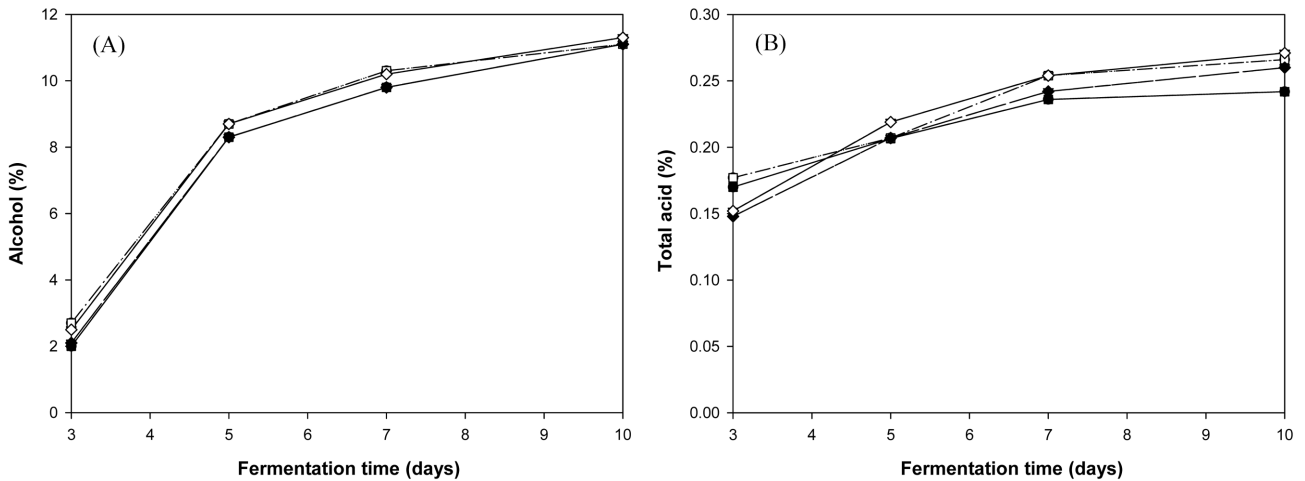 (A)
Alcohol (%)
12
10
8
6
4
2
0
3 4 5 6 7 8 9 10
Fermentation time (days)
(B)
Total acid (%)
0.30
0.25
0.20
0.15
0.10
0.05
0.00
3 4 5 6 7 8 9 10
Fermentation time (days)